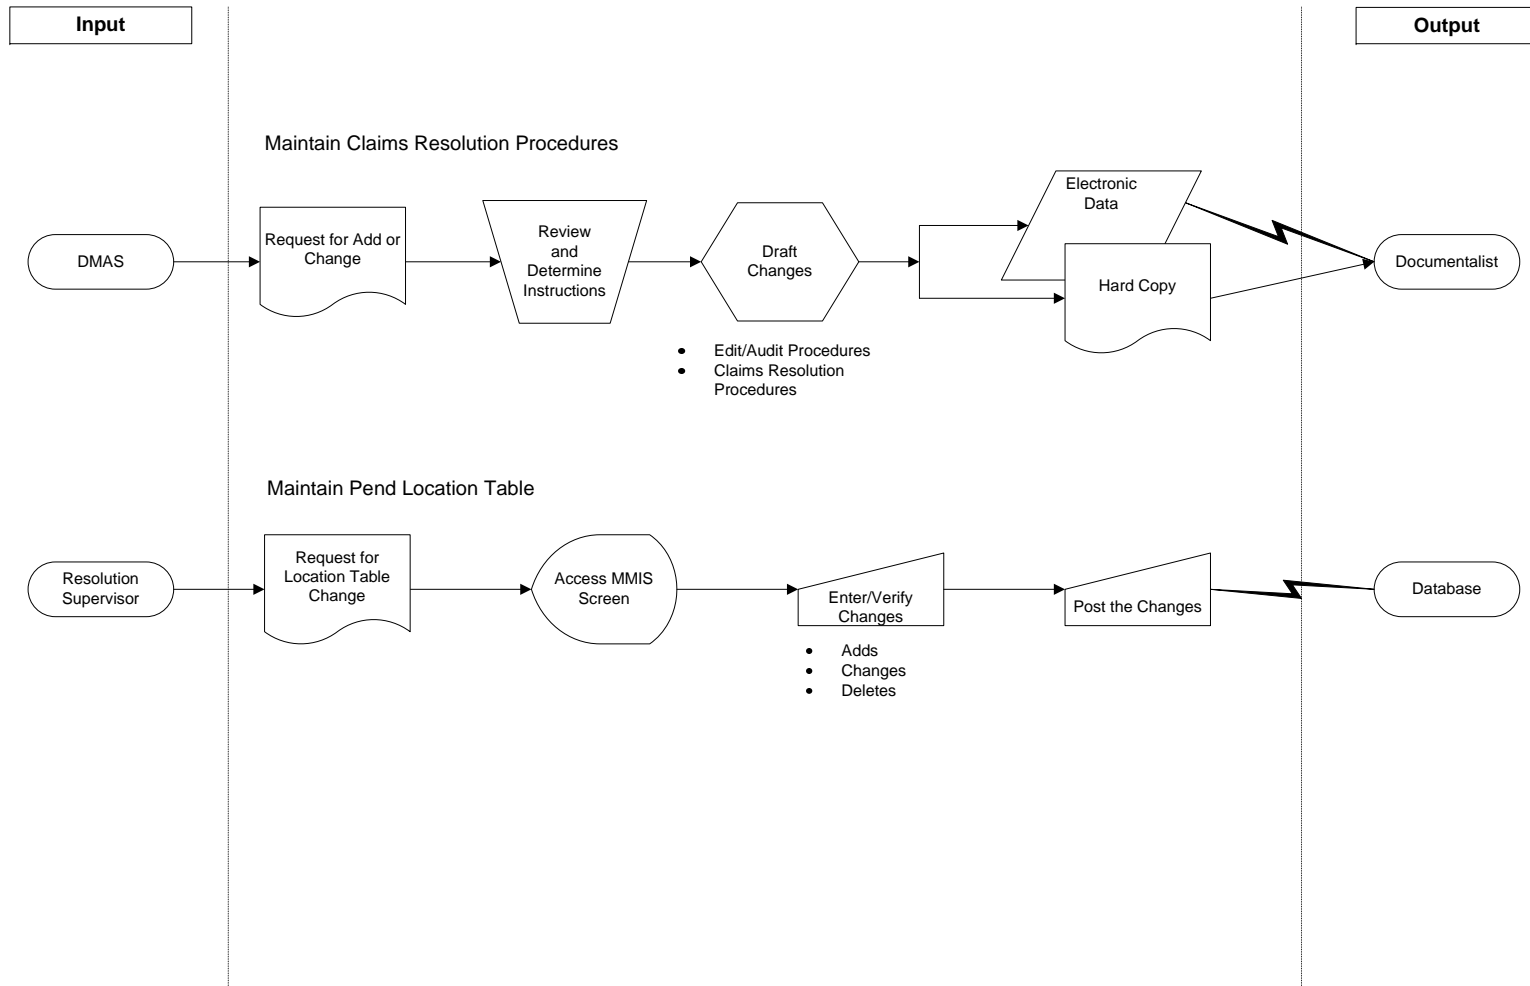 Input
Output
Maintain Claims Resolution Procedures
DMAS
Request for Add or
Change
Review
and
Determine
Instructions
Draft
Changes
Electronic
Data
Hard Copy
Documentalist
• Edit/Audit Procedures
• Claims Resolution
Procedures
Maintain Pend Location Table
Resolution
Supervisor
Request for
Location Table
Change
Access MMIS
Screen
Enter/Verify
Changes
Post the Changes
Database
• Adds
• Changes
• Deletes